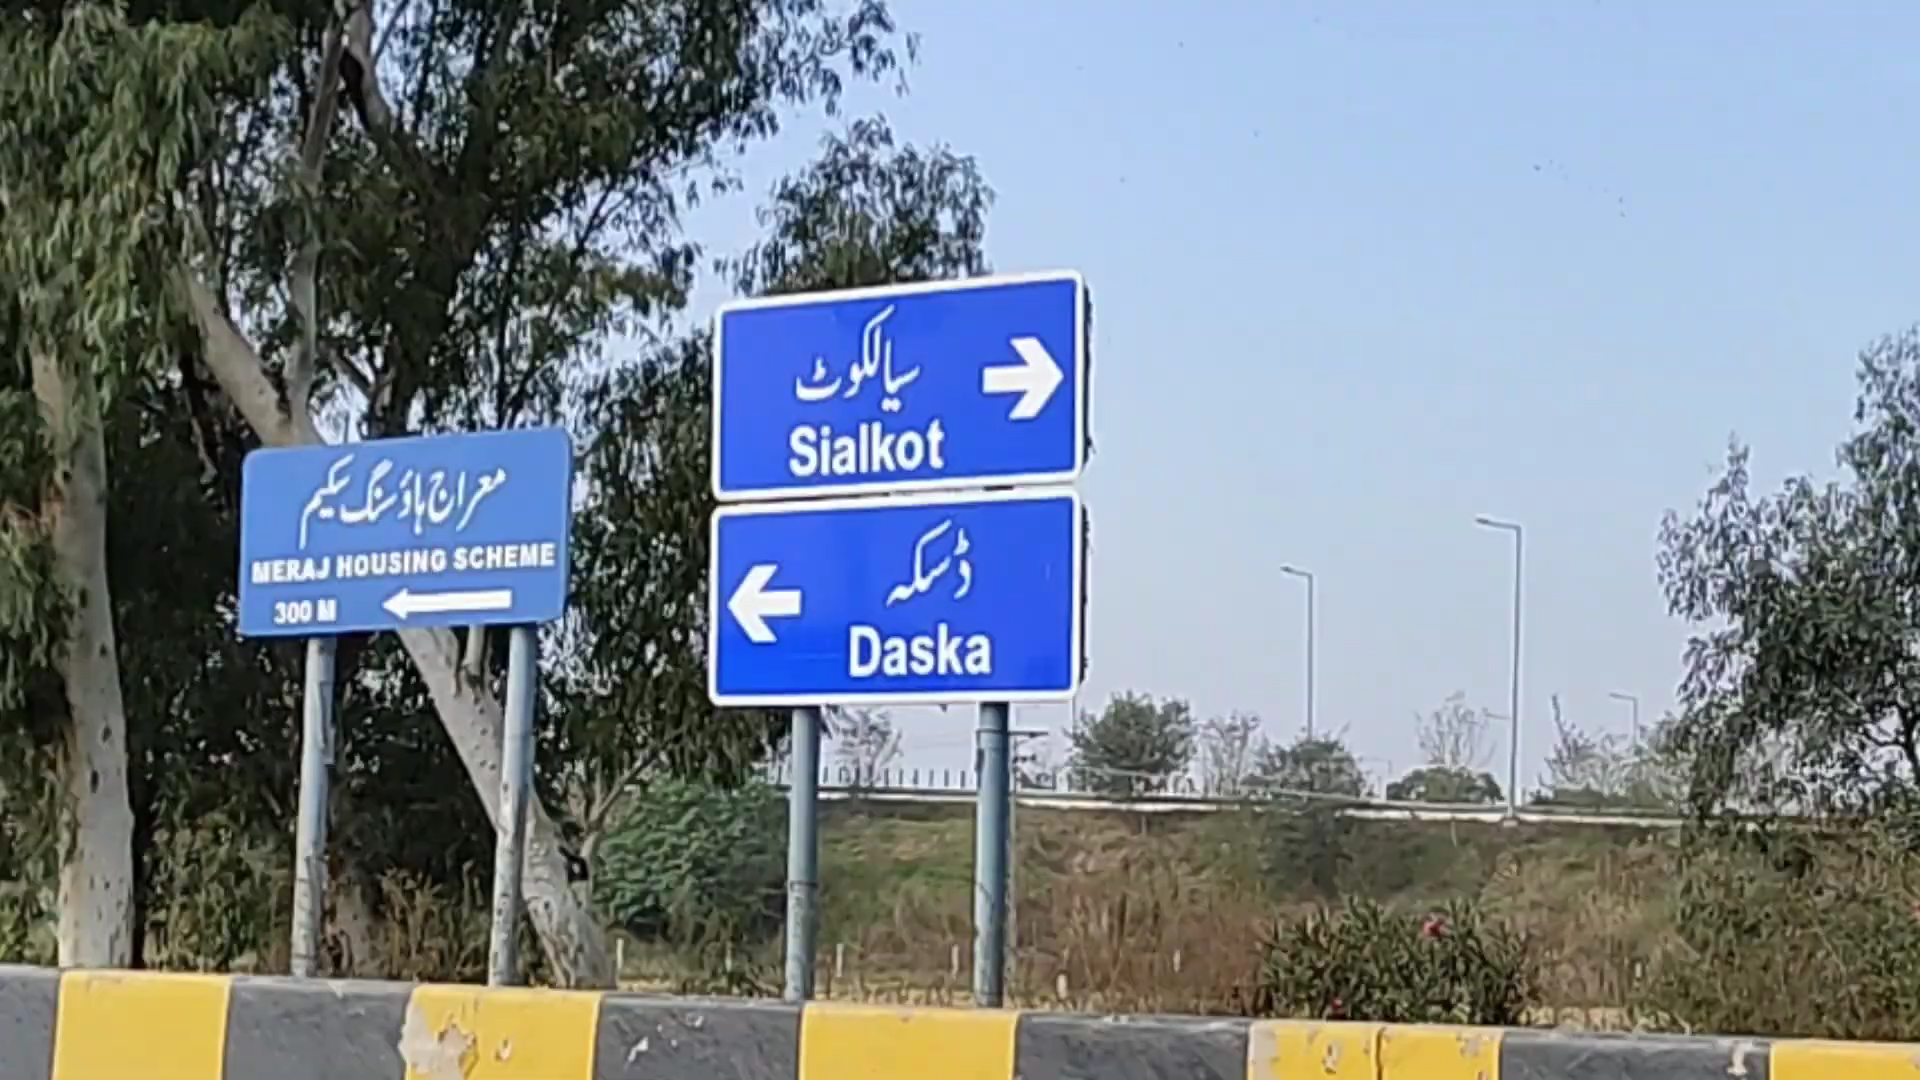 معراج ہاؤسنگ سکیم
MERAJ HOUSING SCHEME
300 M
سیالکوٹ
Sialkot
ڈسکہ
Daska